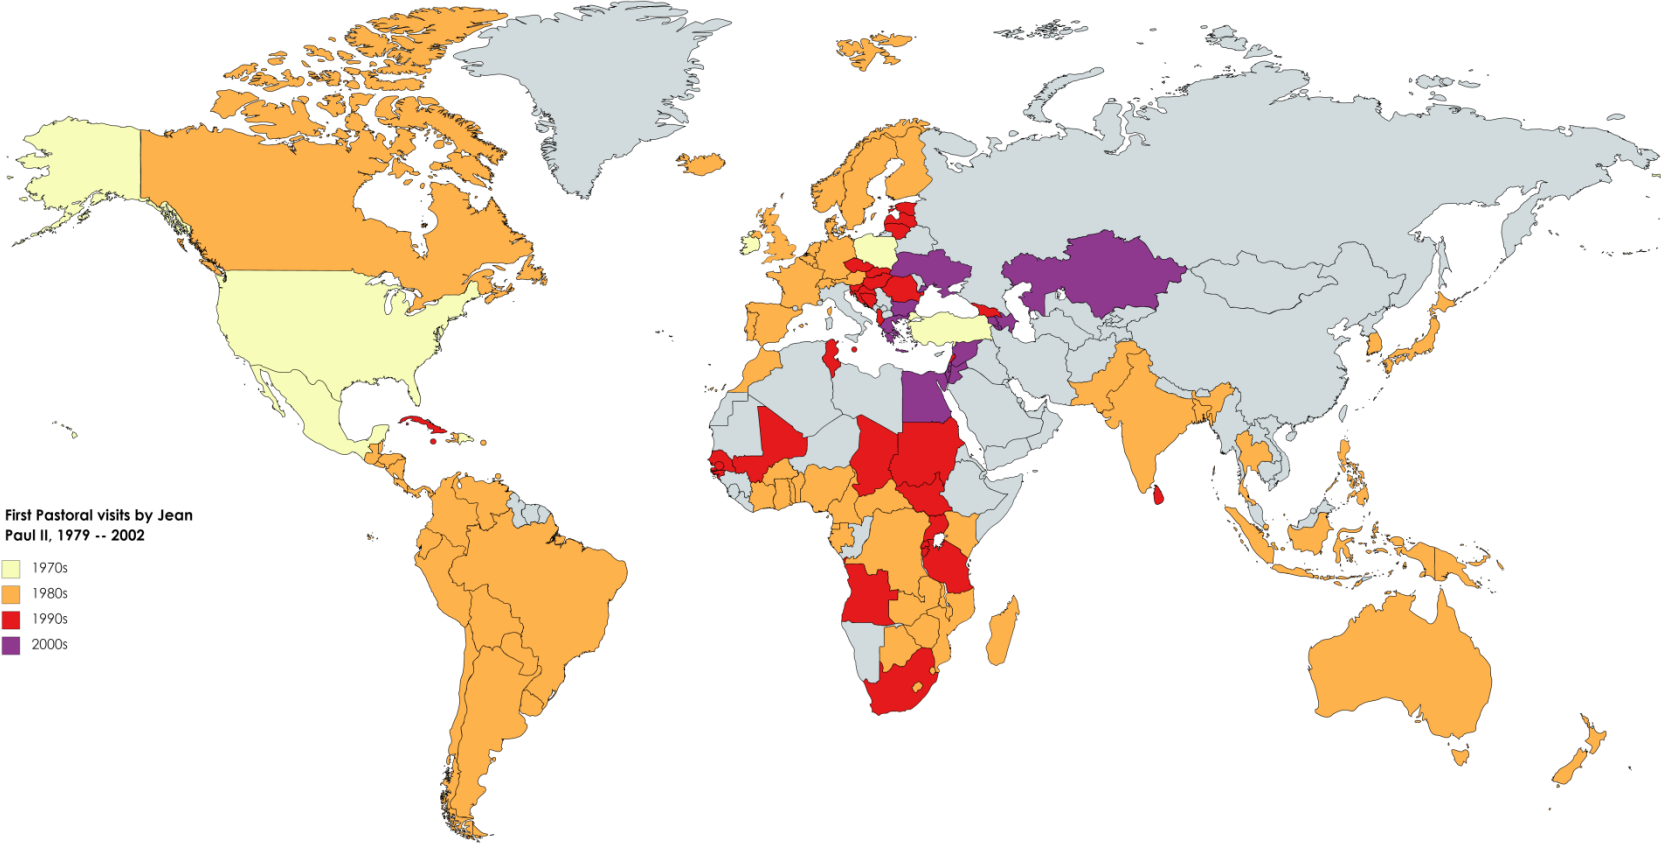 First Pastoral visits by Jean
Paul II, 1979 -- 2002
1970s
1980s
1990s
2000s